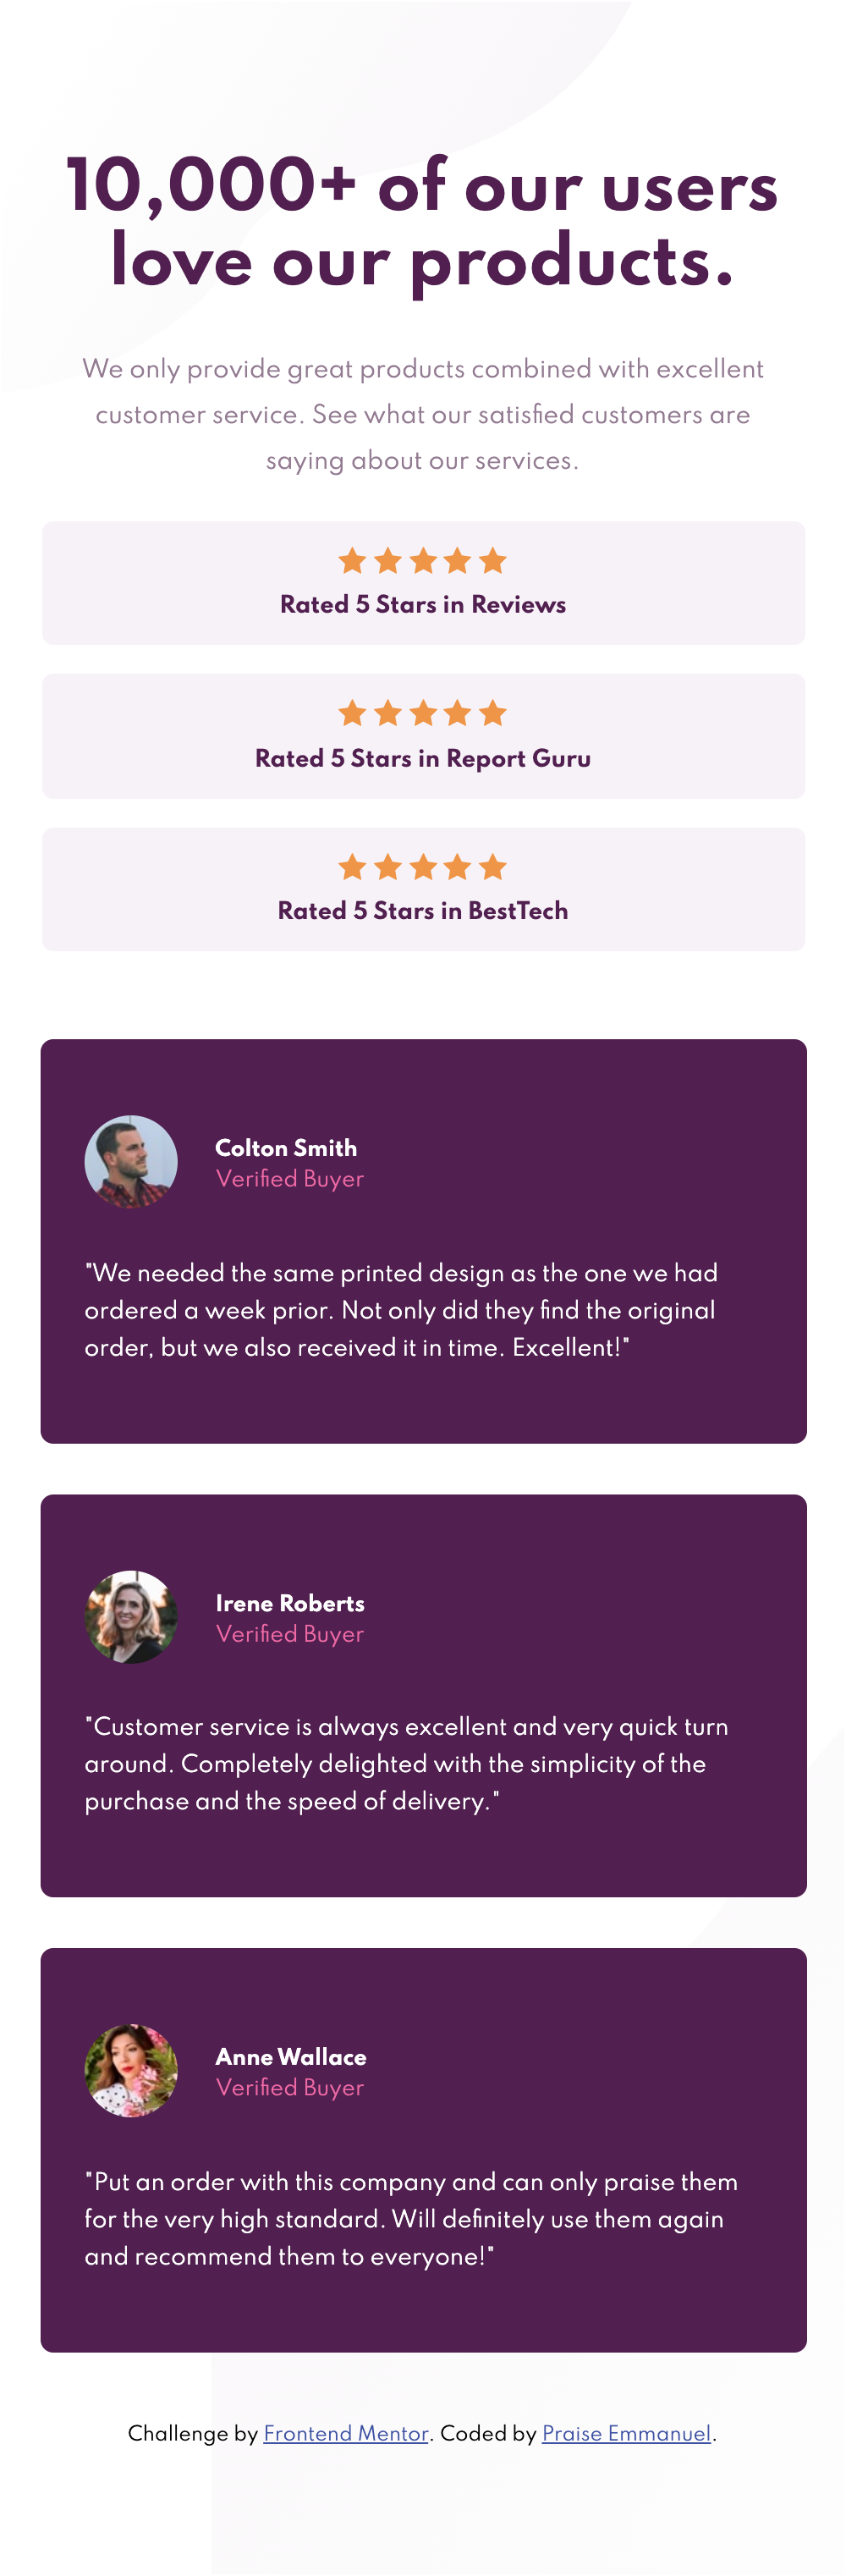 10,000+ of our users
love our products.
We only provide great products combined with excellent
customer service. See what our satisfied customers are
saying about our services.
Rated 5 Stars in Reviews
Rated 5 Stars in Report Guru
Rated 5 Stars in BestTech
Colton Smith
Verified Buyer
"We needed the same printed design as the one we had
ordered a week prior. Not only did they find the original
order, but we also received it in time. Excellent!"
Irene Roberts
Verified Buyer
"Customer service is always excellent and very quick turn
around. Completely delighted with the simplicity of the
purchase and the speed of delivery."
Anne Wallace
Verified Buyer
"Put an order with this company and can only praise them
for the very high standard. Will definitely use them again
and recommend them to everyone!"
Challenge by Frontend Mentor. Coded by Praise Emmanuel.